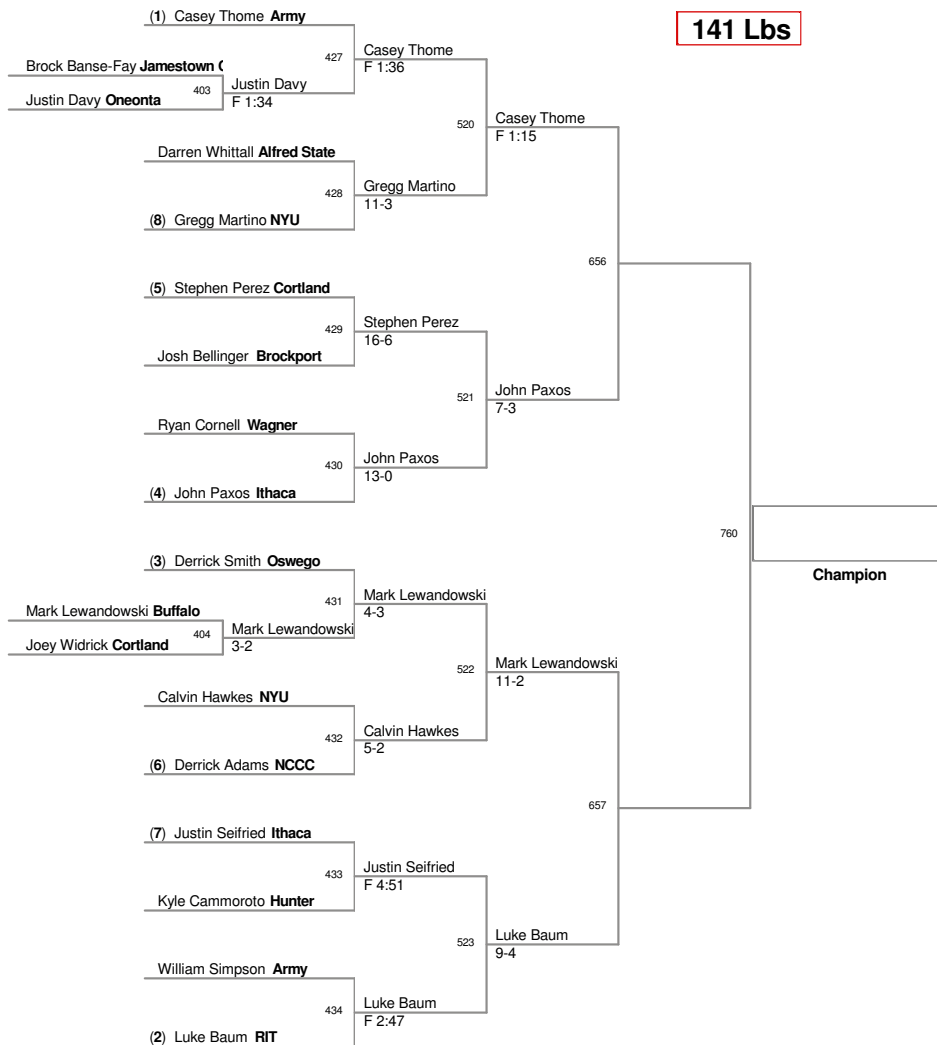 (1) Casey Thome Army
141 Lbs
427
Casey Thome
F 1:36
Brock Banse-Fay Jamestown C
403
Justin Davy
F 1:34
Justin Davy Oneonta
520
Casey Thome
F 1:15
Darren Whittall Alfred State
428
Gregg Martino
11-3
(8) Gregg Martino NYU
656
(5) Stephen Perez Cortland
429
Stephen Perez
16-6
Josh Bellinger Brockport
521
John Paxos
7-3
Ryan Cornell Wagner
430
John Paxos
13-0
(4) John Paxos Ithaca
760
Champion
(3) Derrick Smith Oswego
431
Mark Lewandowski
4-3
Mark Lewandowski Buffalo
404
Mark Lewandowski
3-2
Joey Widrick Cortland
522
Mark Lewandowski
11-2
Calvin Hawkes NYU
432
Calvin Hawkes
5-2
(6) Derrick Adams NCCC
657
(7) Justin Seifried Ithaca
433
Justin Seifried
F 4:51
Kyle Cammoroto Hunter
523
Luke Baum
9-4
William Simpson Army
434
Luke Baum
F 2:47
(2) Luke Baum RIT